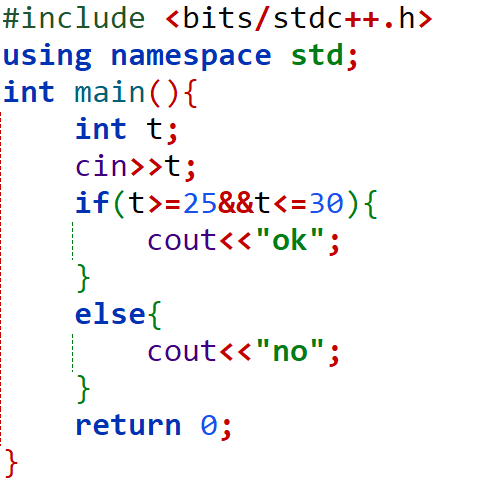 #include <bits/stdc++.h>
using namespace std;
int main(){
    int t;
    cin>>t;
    if(t>=25&&t<=30){
        cout<<"ok";
    }
    else{
        cout<<"no";
    }
    return 0;
}